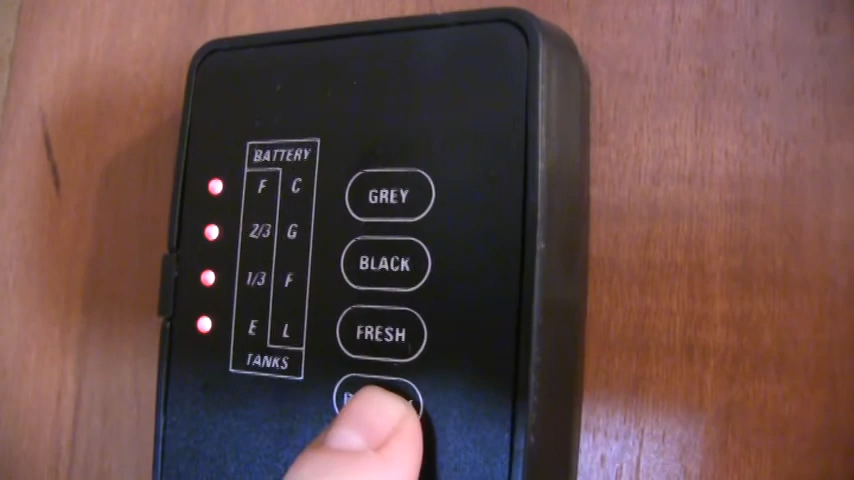 BATTERY
F C
2/3 G
1/3 F
E L
TANKS
GREY
BLACK
FRESH